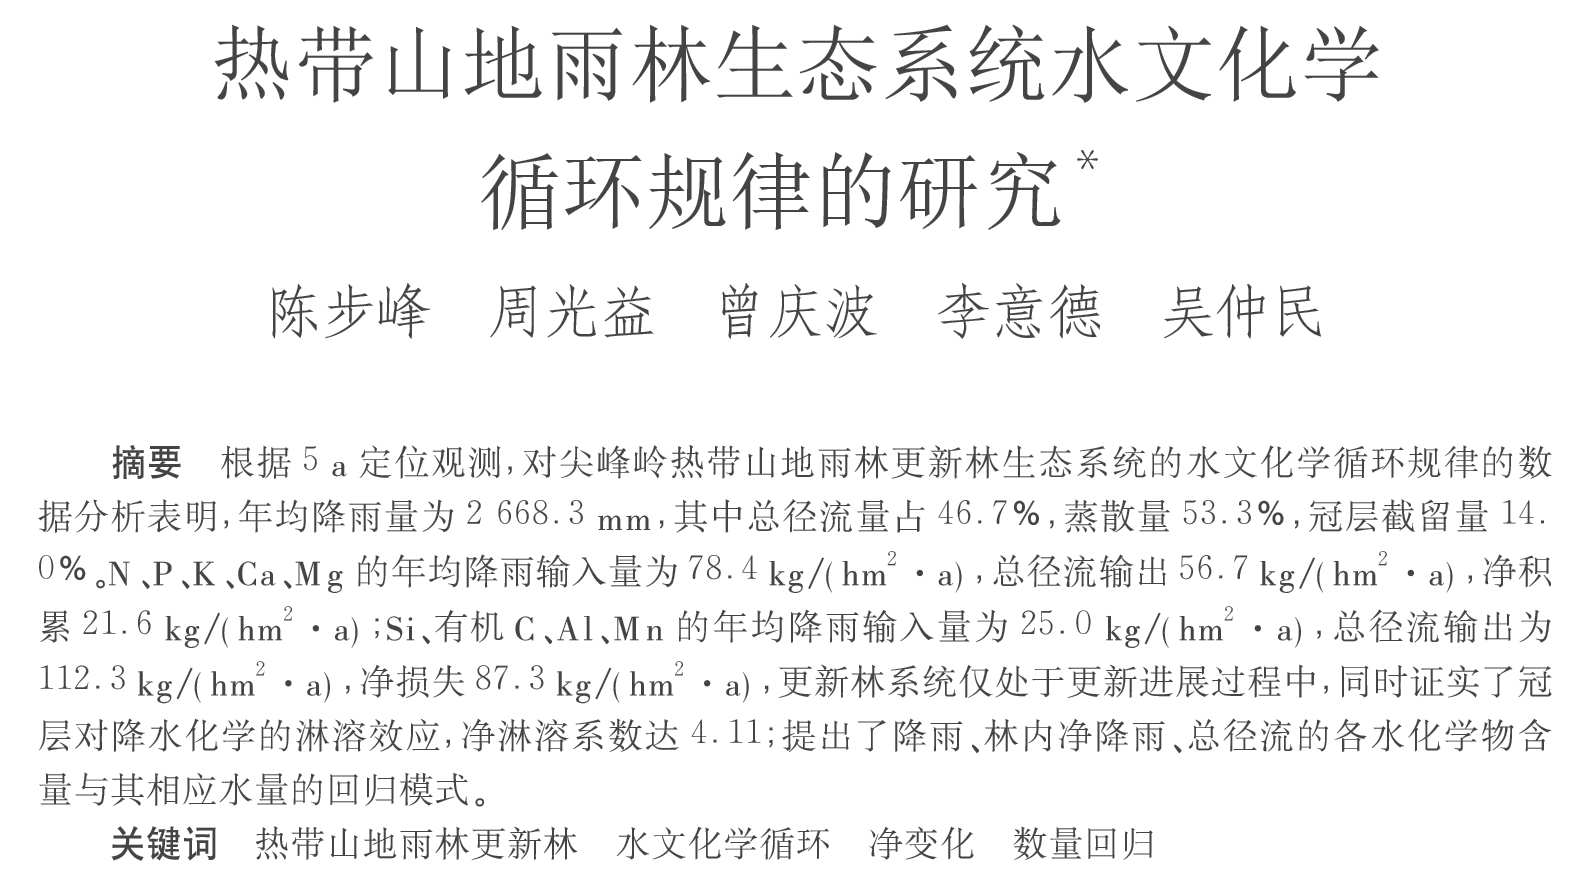 热带山地雨林生态系统水文化学
循环规律的研究*
陈步峰 周光益 曾庆波 李意德 吴仲民
摘要 根据 5 a 定位观测,对尖峰岭热带山地雨林更新林生态系统的水文化学循环规律的数
据分析表明,年均降雨量为 2 668.3 mm,其中总径流量占 46.7%,蒸散量 53.3%,冠层截留量 14.
0%。N、P、K、Ca、Mg 的年均降雨输入量为 78.4 kg/(hm²·a),总径流输出 56.7 kg/(hm²·a),净积
累 21.6 kg/(hm²·a);Si、有机 C、Al、Mn 的年均降雨输入量为 25.0 kg/(hm²·a),总径流输出为
112.3 kg/(hm²·a),净损失 87.3 kg/(hm²·a),更新林系统仅处于更新进展过程中,同时证实了冠
层对降水化学的淋溶效应,净淋溶系数达 4.11;提出了降雨、林内净降雨、总径流的各水化学物含
量与其相应水量的回归模式。
关键词 热带山地雨林更新林 水文化学循环 净变化 数量回归